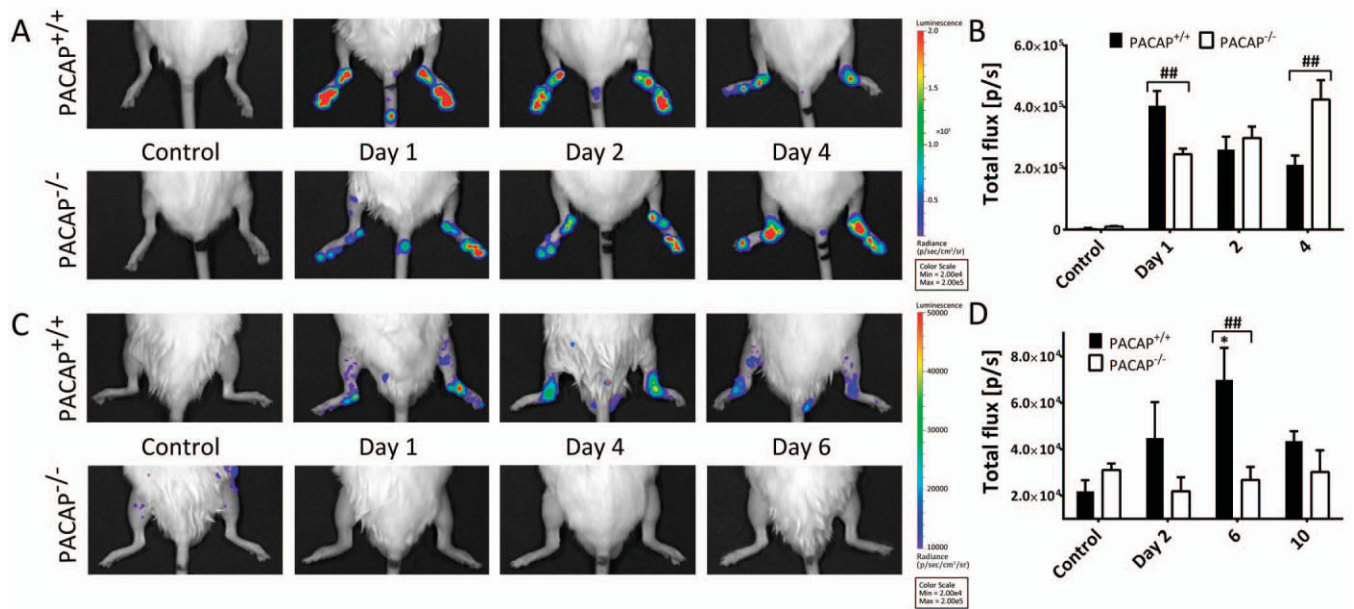 A
PACAP+/+
Control
Day 1
Day 2
Day 4
PACAP-/-
Luminescence
2.0
1.5
×10⁵
1.0
0.5
Radiance
(p/sec/cm²/sr)
Color Scale
Min = 2.00e4
Max = 2.00e5
B
PACAP+/+
PACAP-/-
Total flux [p/s]
6.0×10⁵
4.0×10⁵
2.0×10⁵
0
##
##
Control
Day 1
2
4
C
PACAP+/+
Control
Day 1
Day 4
Day 6
PACAP-/-
Luminescence
50000
40000
30000
20000
10000
Radiance
(p/sec/cm²/sr)
Color Scale
Min = 2.00e4
Max = 2.00e5
D
PACAP+/+
PACAP-/-
Total flux [p/s]
8.0×10⁴
6.0×10⁴
4.0×10⁴
2.0×10⁴
##
*
Control
Day 2
6
10